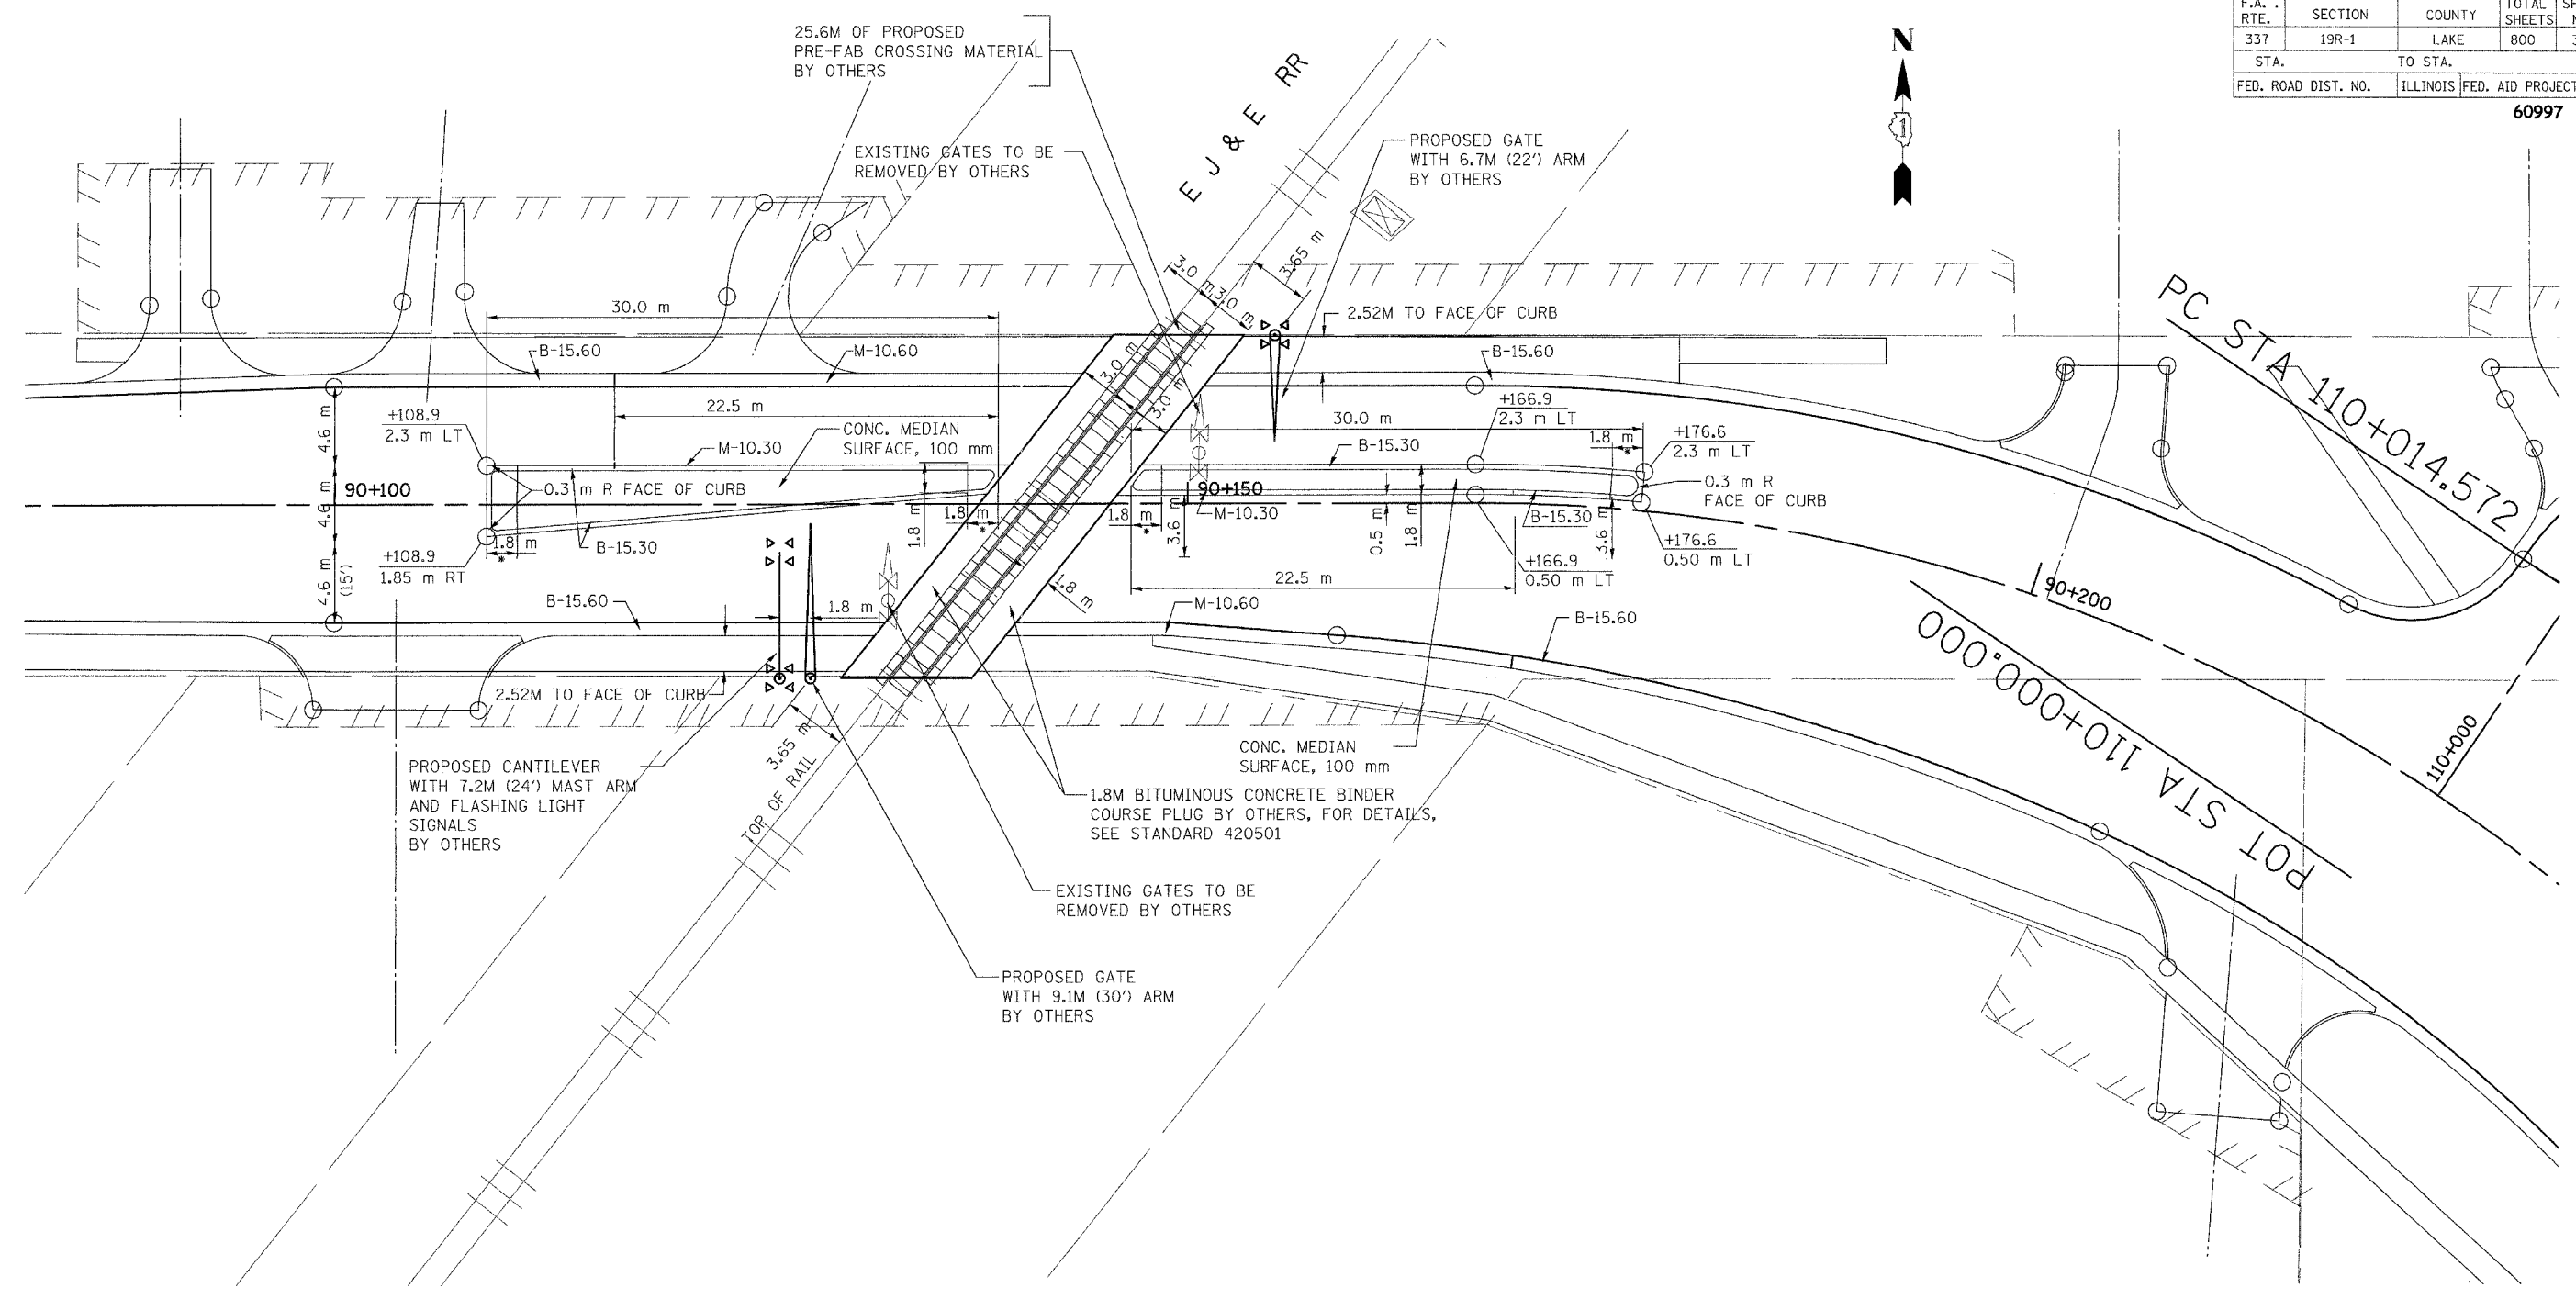 F.A. .
RTE.
SECTION
COUNTY
TOTAL
SHEETS
337
19R-1
LAKE
800
STA.
TO STA.
FED. ROAD DIST. NO.
ILLINOIS
FED. AID PROJECT
60997
N
1
25.6M OF PROPOSED
PRE-FAB CROSSING MATERIAL
BY OTHERS
EXISTING GATES TO BE
REMOVED BY OTHERS
E J & E RR
PROPOSED GATE
WITH 6.7M (22') ARM
BY OTHERS
3.0 m
3.0 m
3.65 m
30.0 m
2.52M TO FACE OF CURB
B-15.60
M-10.60
B-15.60
3.0 m
3.0 m
+108.9
2.3 m LT
22.5 m
CONC. MEDIAN
SURFACE, 100 mm
M-10.30
30.0 m
+166.9
2.3 m LT
B-15.30
1.8 m
*
+176.6
2.3 m LT
4.6 m
4.6 m
4.6 m
(15')
90+100
0.3 m R FACE OF CURB
90+150
M-10.30
0.3 m R
FACE OF CURB
1.8 m
*
B-15.30
1.8 m
1.8 m
*
1.8 m
*
3.6 m
0.5 m
1.8 m
B-15.30
3.6 m
+108.9
1.85 m RT
+166.9
0.50 m LT
+176.6
0.50 m LT
22.5 m
1.8 m
B-15.60
1.8 m
M-10.60
B-15.60
PC STA 110+014.572
90+200
POT STA 110+000.000
110+000
2.52M TO FACE OF CURB
3.65 m
TOP OF RAIL
PROPOSED CANTILEVER
WITH 7.2M (24') MAST ARM
AND FLASHING LIGHT
SIGNALS
BY OTHERS
CONC. MEDIAN
SURFACE, 100 mm
1.8M BITUMINOUS CONCRETE BINDER
COURSE PLUG BY OTHERS, FOR DETAILS,
SEE STANDARD 420501
EXISTING GATES TO BE
REMOVED BY OTHERS
PROPOSED GATE
WITH 9.1M (30') ARM
BY OTHERS